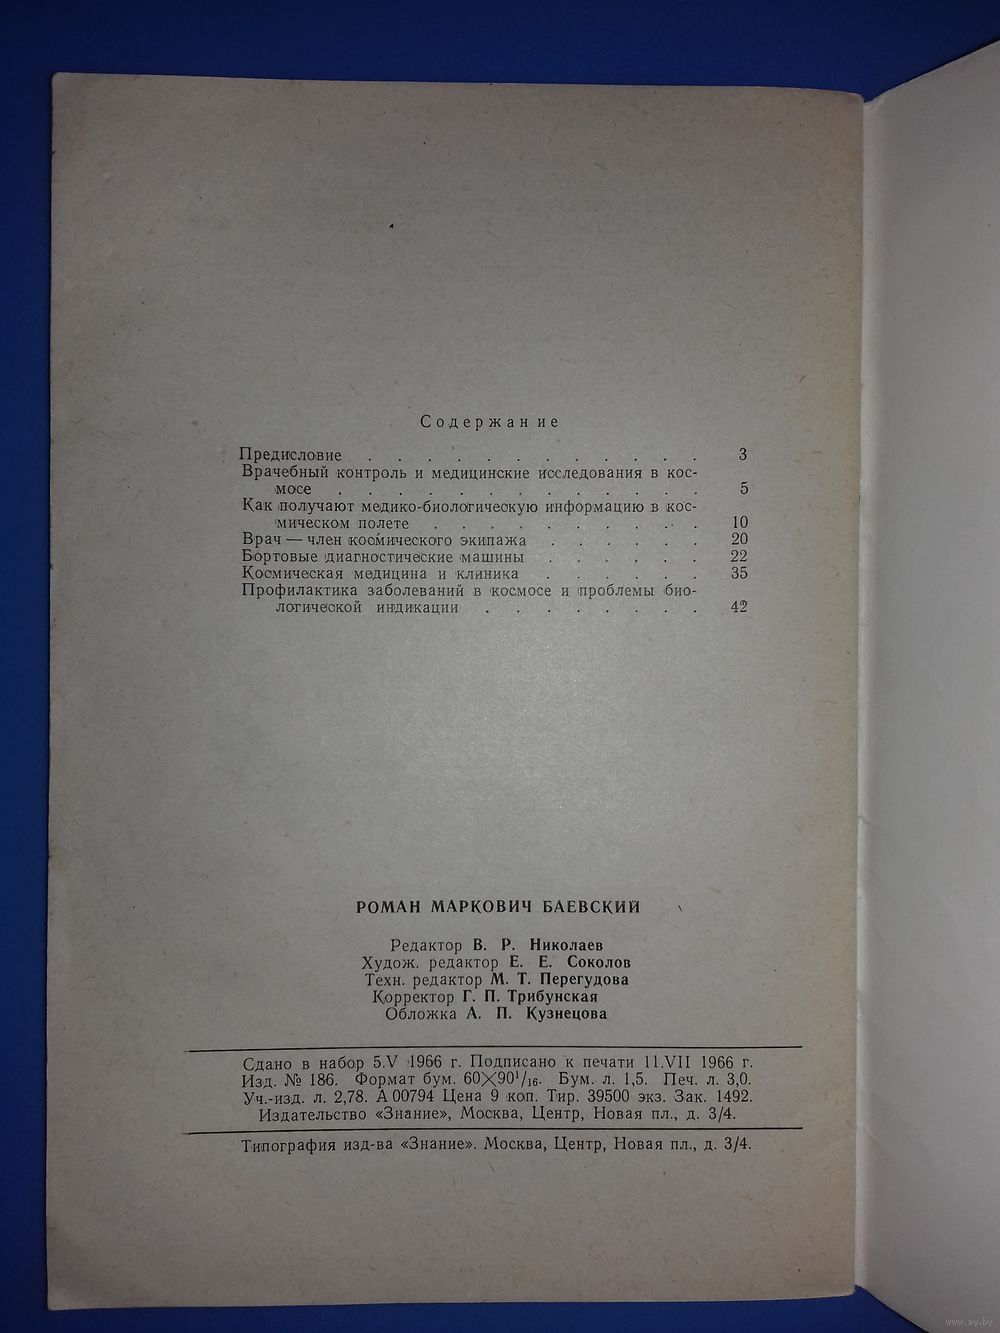 Содержание
Предисловие . . . . . . . . . . . . 3
Врачебный контроль и медицинские исследования в кос-
мосе . . . . . . . . . . . . . 5
Как получают медико-биологическую информацию в кос-
мическом полете . . . . . . . . . . 10
Врач — член космического экипажа . . . . . . 20
Бортовые диагностические машины . . . . . . 22
Космическая медицина и клиника . . . . . . 35
Профилактика заболеваний в космосе и проблемы био-
логической индикации . . . . . . . . 42
РОМАН МАРКОВИЧ БАЕВСКИЙ
Редактор В. Р. Николаев
Худож. редактор Е. Е. Соколов
Техн. редактор М. Т. Перегудова
Корректор Г. П. Трибунская
Обложка А. П. Кузнецова
Сдано в набор 5.V 1966 г. Подписано к печати 11.VII 1966 г.
Изд. № 186. Формат бум. 60×90¹/₁₆. Бум. л. 1,5. Печ. л. 3,0.
Уч.-изд. л. 2,78. А 00794 Цена 9 коп. Тир. 39500 экз. Зак. 1492.
Издательство «Знание», Москва, Центр, Новая пл., д. 3/4.
Типография изд-ва «Знание». Москва, Центр, Новая пл., д. 3/4.
www.ay.by